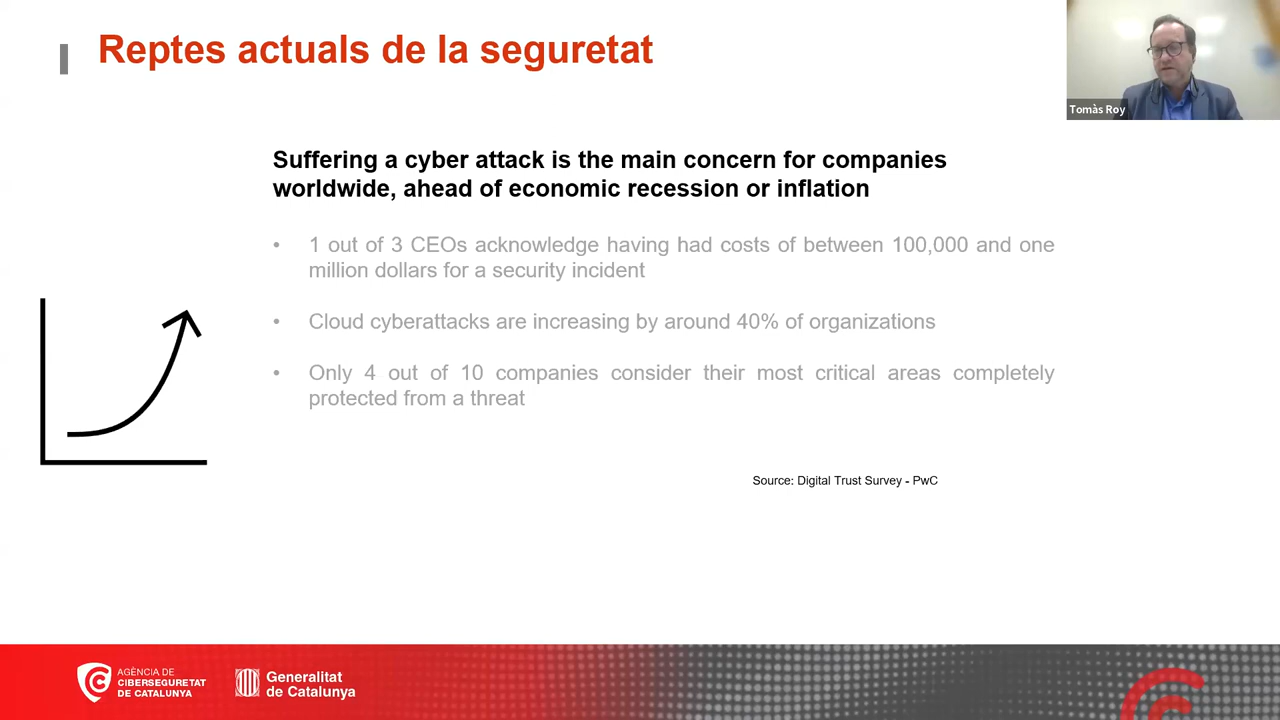 Reptes actuals de la seguretat
Tomàs Roy
Suffering a cyber attack is the main concern for companies
worldwide, ahead of economic recession or inflation
• 1 out of 3 CEOs acknowledge having had costs of between 100,000 and one
million dollars for a security incident
• Cloud cyberattacks are increasing by around 40% of organizations
• Only 4 out of 10 companies consider their most critical areas completely
protected from a threat
Source: Digital Trust Survey - PwC
AGÈNCIA DE
CIBERSEGURETAT
DE CATALUNYA
Generalitat
de Catalunya